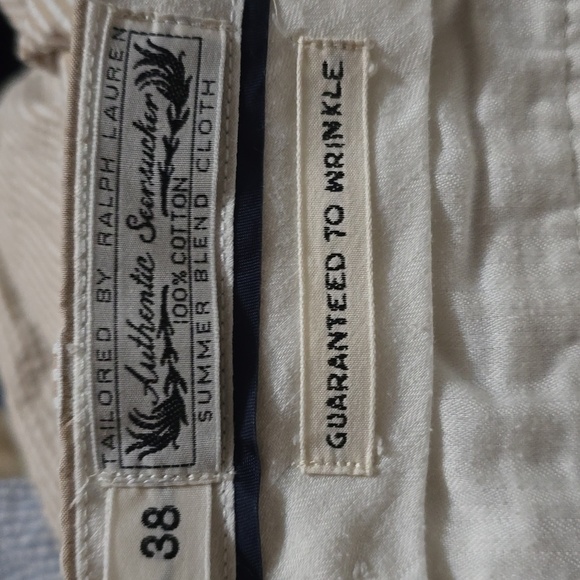 TAILORED BY RALPH LAUREN
Authentic Seersucker
100% COTTON
SUMMER BLEND CLOTH
38
GUARANTEED TO WRINKLE